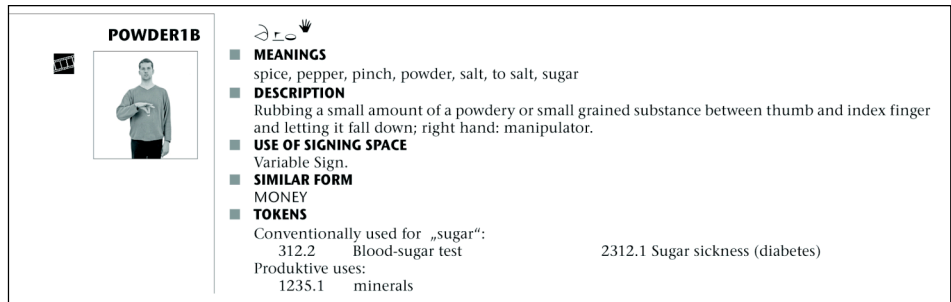 POWDER1B
MEANINGS
spice, pepper, pinch, powder, salt, to salt, sugar
DESCRIPTION
Rubbing a small amount of a powdery or small grained substance between thumb and index finger
and letting it fall down; right hand: manipulator.
USE OF SIGNING SPACE
Variable Sign.
SIMILAR FORM
MONEY
TOKENS
Conventionally used for „sugar“:
312.2 Blood-sugar test 2312.1 Sugar sickness (diabetes)
Produktive uses:
1235.1 minerals